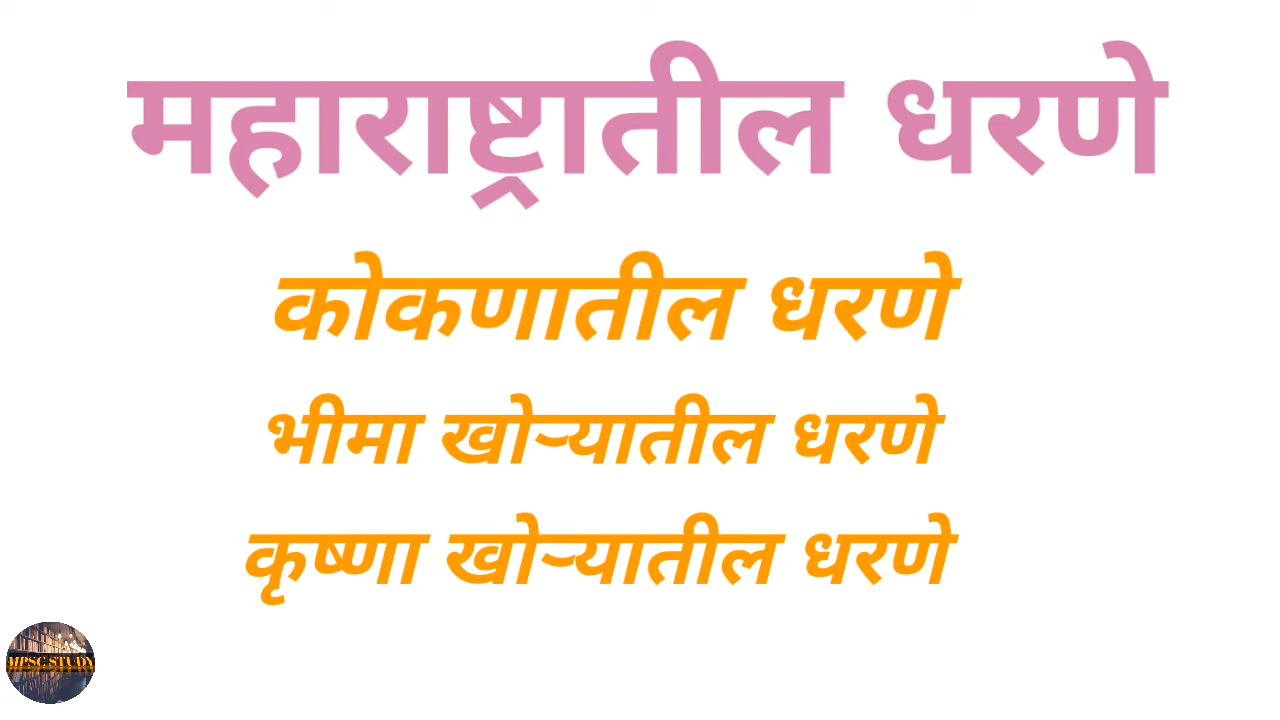 महाराष्ट्रातील धरणे
कोकणातील धरणे
भीमा खोऱ्यातील धरणे
कृष्णा खोऱ्यातील धरणे
MPSC STUDY